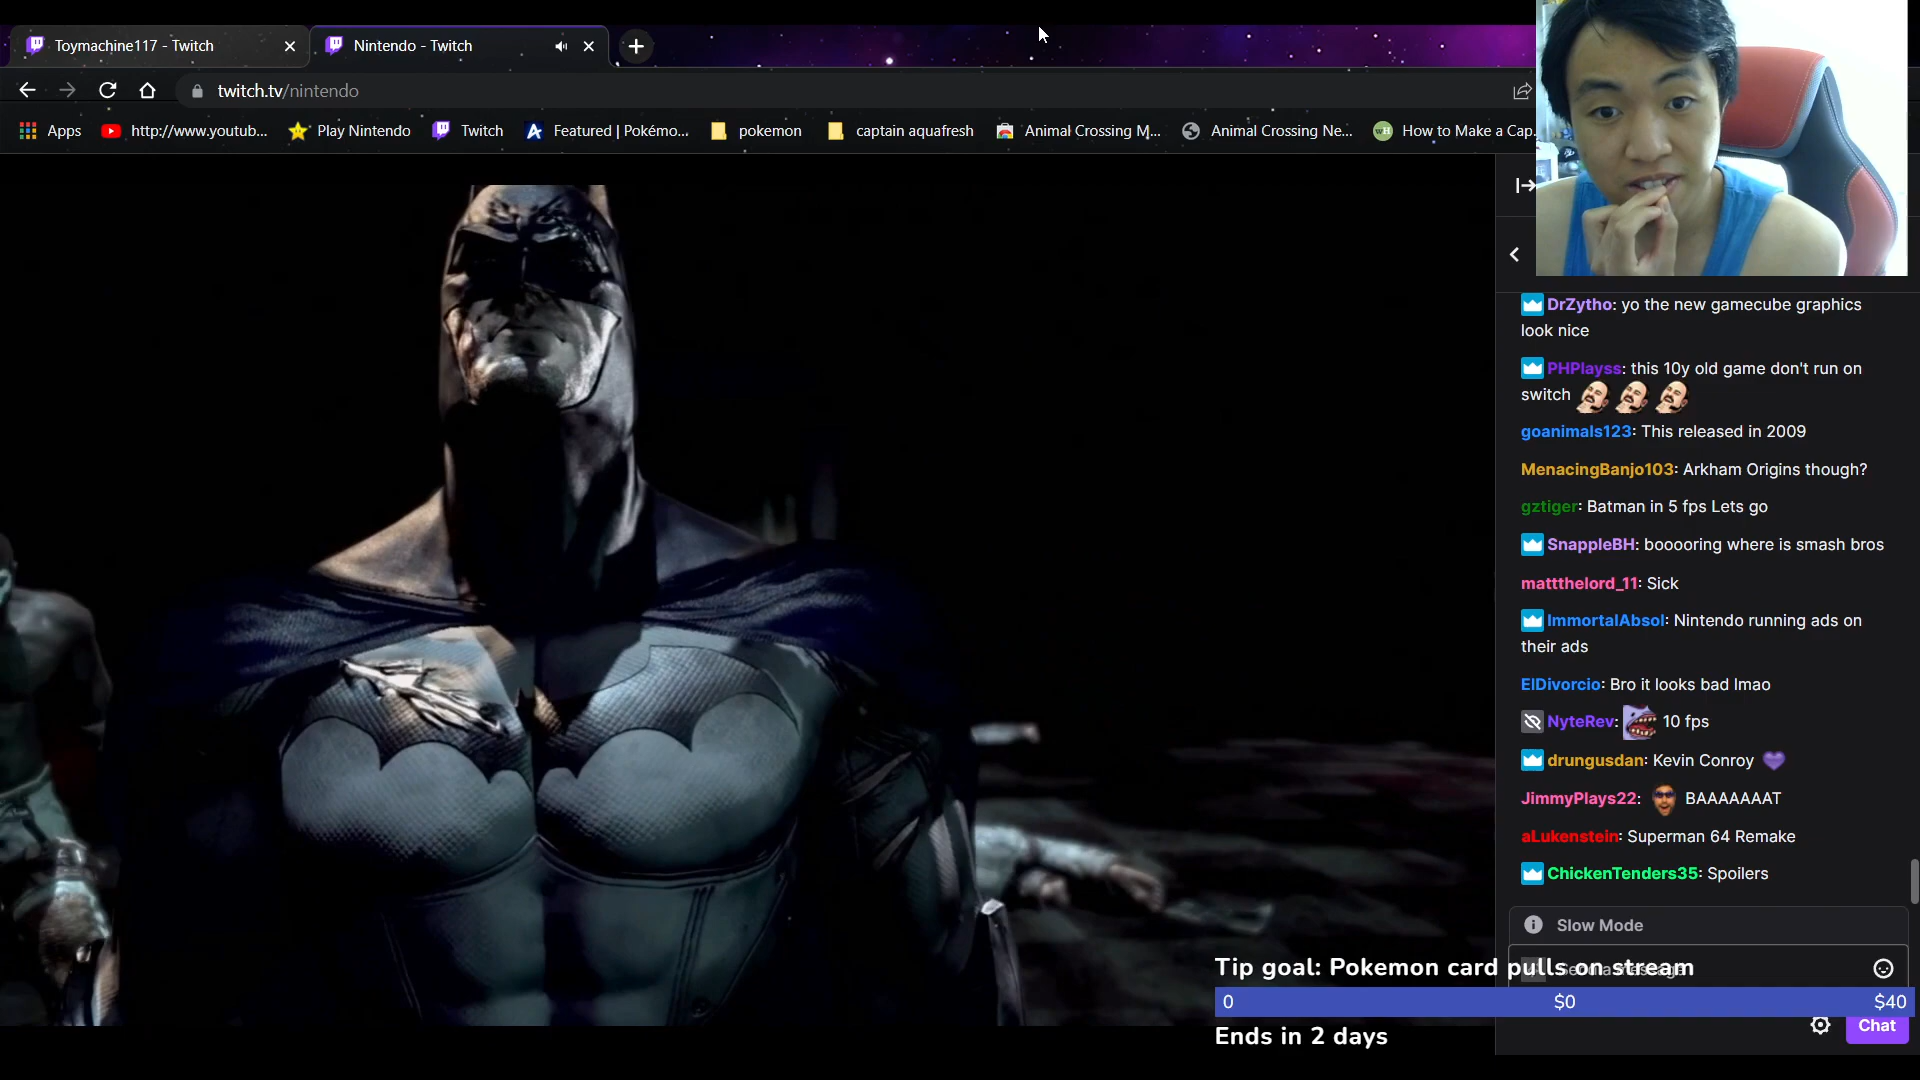 Toymachine117 - Twitch
Nintendo - Twitch
twitch.tv/nintendo
Apps
http://www.youtub...
Play Nintendo
Twitch
Featured | Pokémo...
pokemon
captain aquafresh
Animal Crossing M...
Animal Crossing Ne...
How to Make a Cap...
DrZytho: yo the new gamecube graphics
look nice
PHPlayss: this 10y old game don't run on
switch
goanimals123: This released in 2009
MenacingBanjo103: Arkham Origins though?
gztiger: Batman in 5 fps Lets go
SnappleBH: booooring where is smash bros
mattthelord_11: Sick
ImmortalAbsol: Nintendo running ads on
their ads
ElDivorcio: Bro it looks bad lmao
NyteRev: 10 fps
drungusdan: Kevin Conroy
JimmyPlays22: BAAAAAAAT
aLukenstein: Superman 64 Remake
ChickenTenders35: Spoilers
Slow Mode
Tip goal: Pokemon card pulls on stream
0 $0 $40
Ends in 2 days
Chat